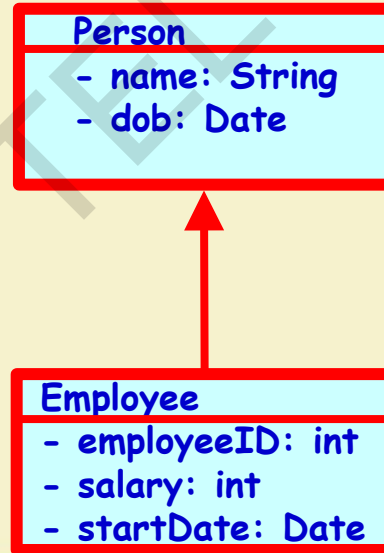 Person
- name: String
- dob: Date
Employee
- employeeID: int
- salary: int
- startDate: Date